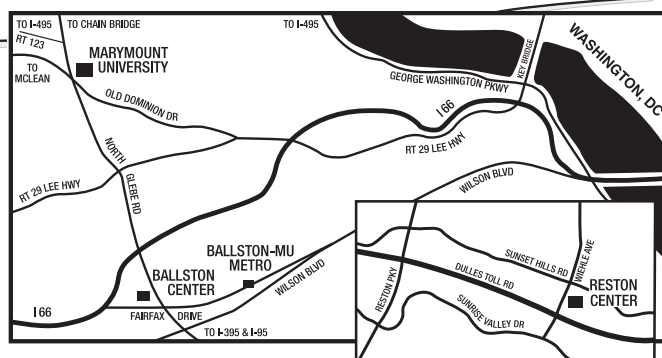 TO I-495
TO CHAIN BRIDGE
RT 123
TO
MCLEAN
MARYMOUNT
UNIVERSITY
OLD DOMINION DR
NORTH
GLEBE RD
RT 29 LEE HWY
I 66
TO I-495
GEORGE WASHINGTON PKWY
KEY BRIDGE
WASHINGTON, DC
I 66
RT 29 LEE HWY
WILSON BLVD
BALLSTON-MU
METRO
BALLSTON
CENTER
WILSON BLVD
FAIRFAX DRIVE
TO I-395 & I-95
RESTON PKY
SUNSET HILLS RD
WIEHLE AVE
DULLES TOLL RD
RESTON
CENTER
SUNRISE VALLEY DR